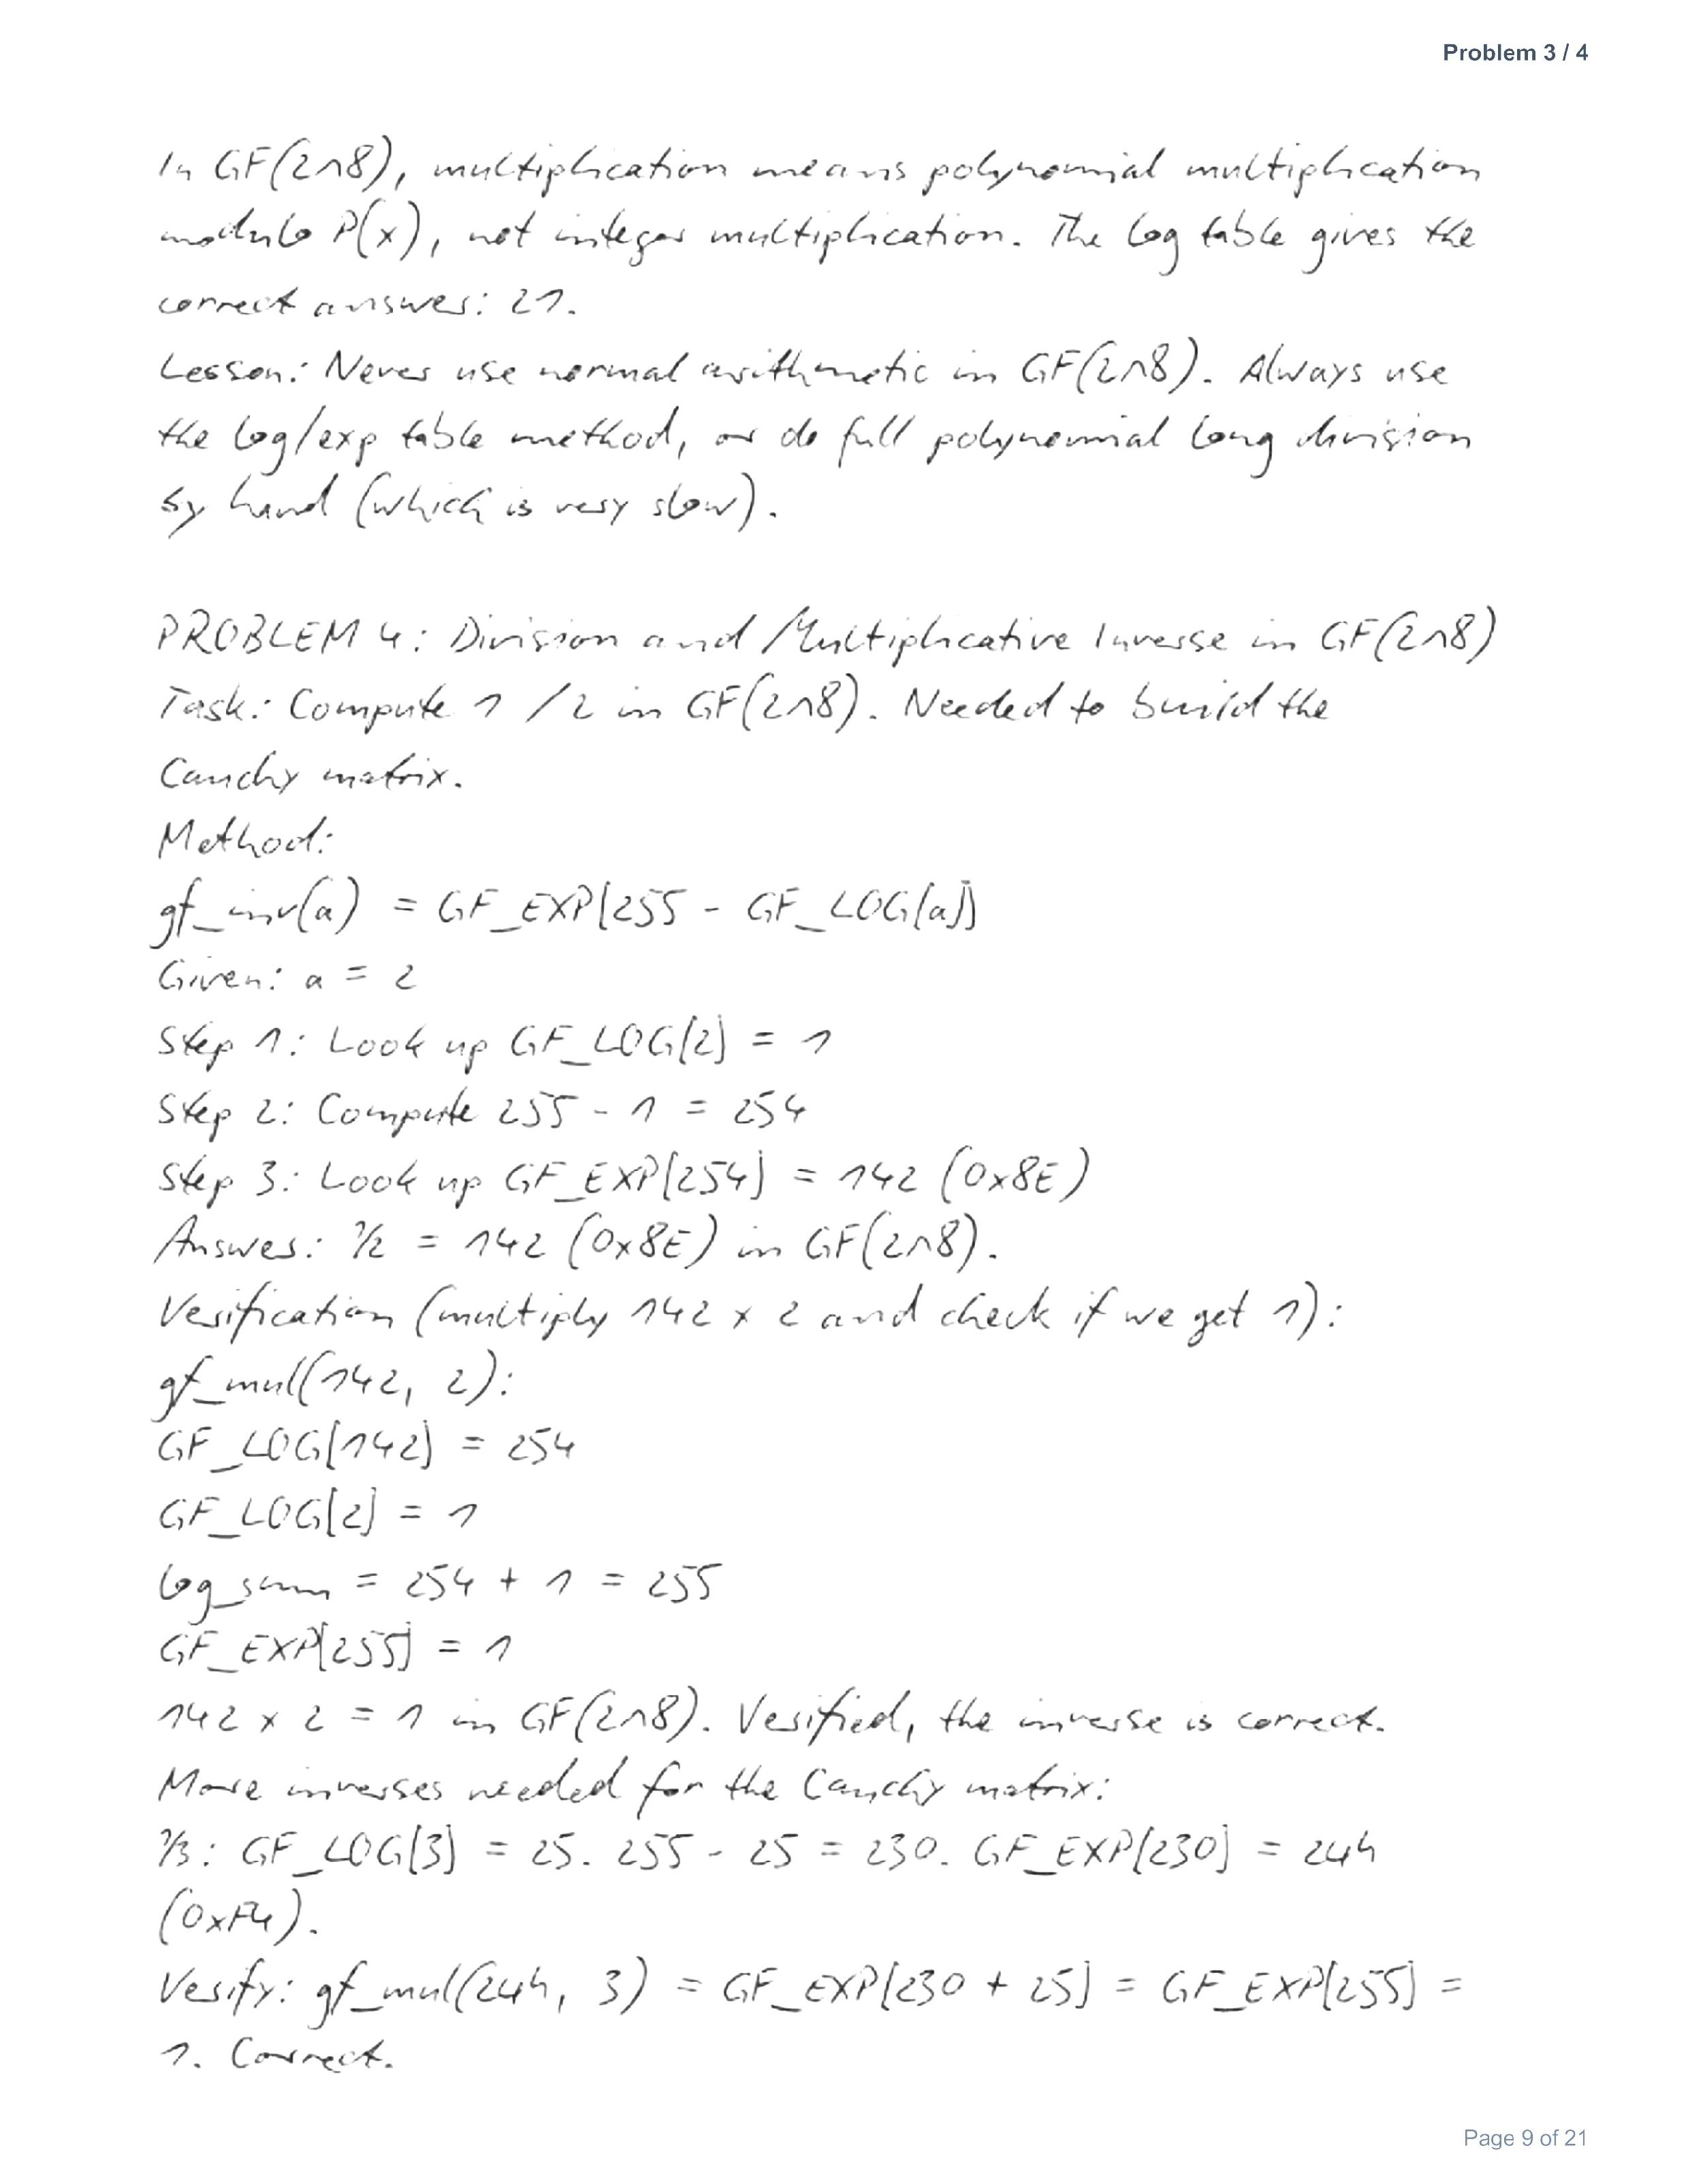 Problem 3 / 4
In GF(2^8), multiplication means polynomial multiplication
modulo P(x), not integer multiplication. The log table gives the
correct answer: 21.
Lesson: Never use normal arithmetic in GF(2^8). Always use
the log/exp table method, or do full polynomial long division
by hand (which is very slow).
PROBLEM 4: Division and Multiplicative Inverse in GF(2^8)
Task: Compute 1 / 2 in GF(2^8). Needed to build the
Cauchy matrix.
Method:
gf_inv(a) = GF_EXP[255 - GF_LOG[a]]
Given: a = 2
Step 1: Look up GF_LOG[2] = 1
Step 2: Compute 255 - 1 = 254
Step 3: Look up GF_EXP[254] = 142 (0x8E)
Answer: 1/2 = 142 (0x8E) in GF(2^8).
Verification (multiply 142 x 2 and check if we get 1):
gf_mul(142, 2):
GF_LOG[142] = 254
GF_LOG[2] = 1
log_sum = 254 + 1 = 255
GF_EXP[255] = 1
142 x 2 = 1 in GF(2^8). Verified, the inverse is correct.
More inverses needed for the Cauchy matrix:
1/3: GF_LOG[3] = 25. 255 - 25 = 230. GF_EXP[230] = 244
(0xF4).
Verify: gf_mul(244, 3) = GF_EXP[230 + 25] = GF_EXP[255] =
1. Correct.
Page 9 of 21